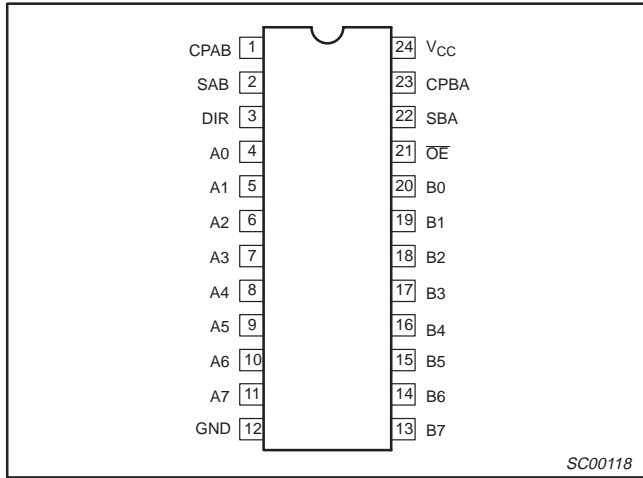 CPAB 1 24 VCC
SAB 2 23 CPBA
DIR 3 22 SBA
A0 4 21 OE
A1 5 20 B0
A2 6 19 B1
A3 7 18 B2
A4 8 17 B3
A5 9 16 B4
A6 10 15 B5
A7 11 14 B6
GND 12 13 B7
SC00118